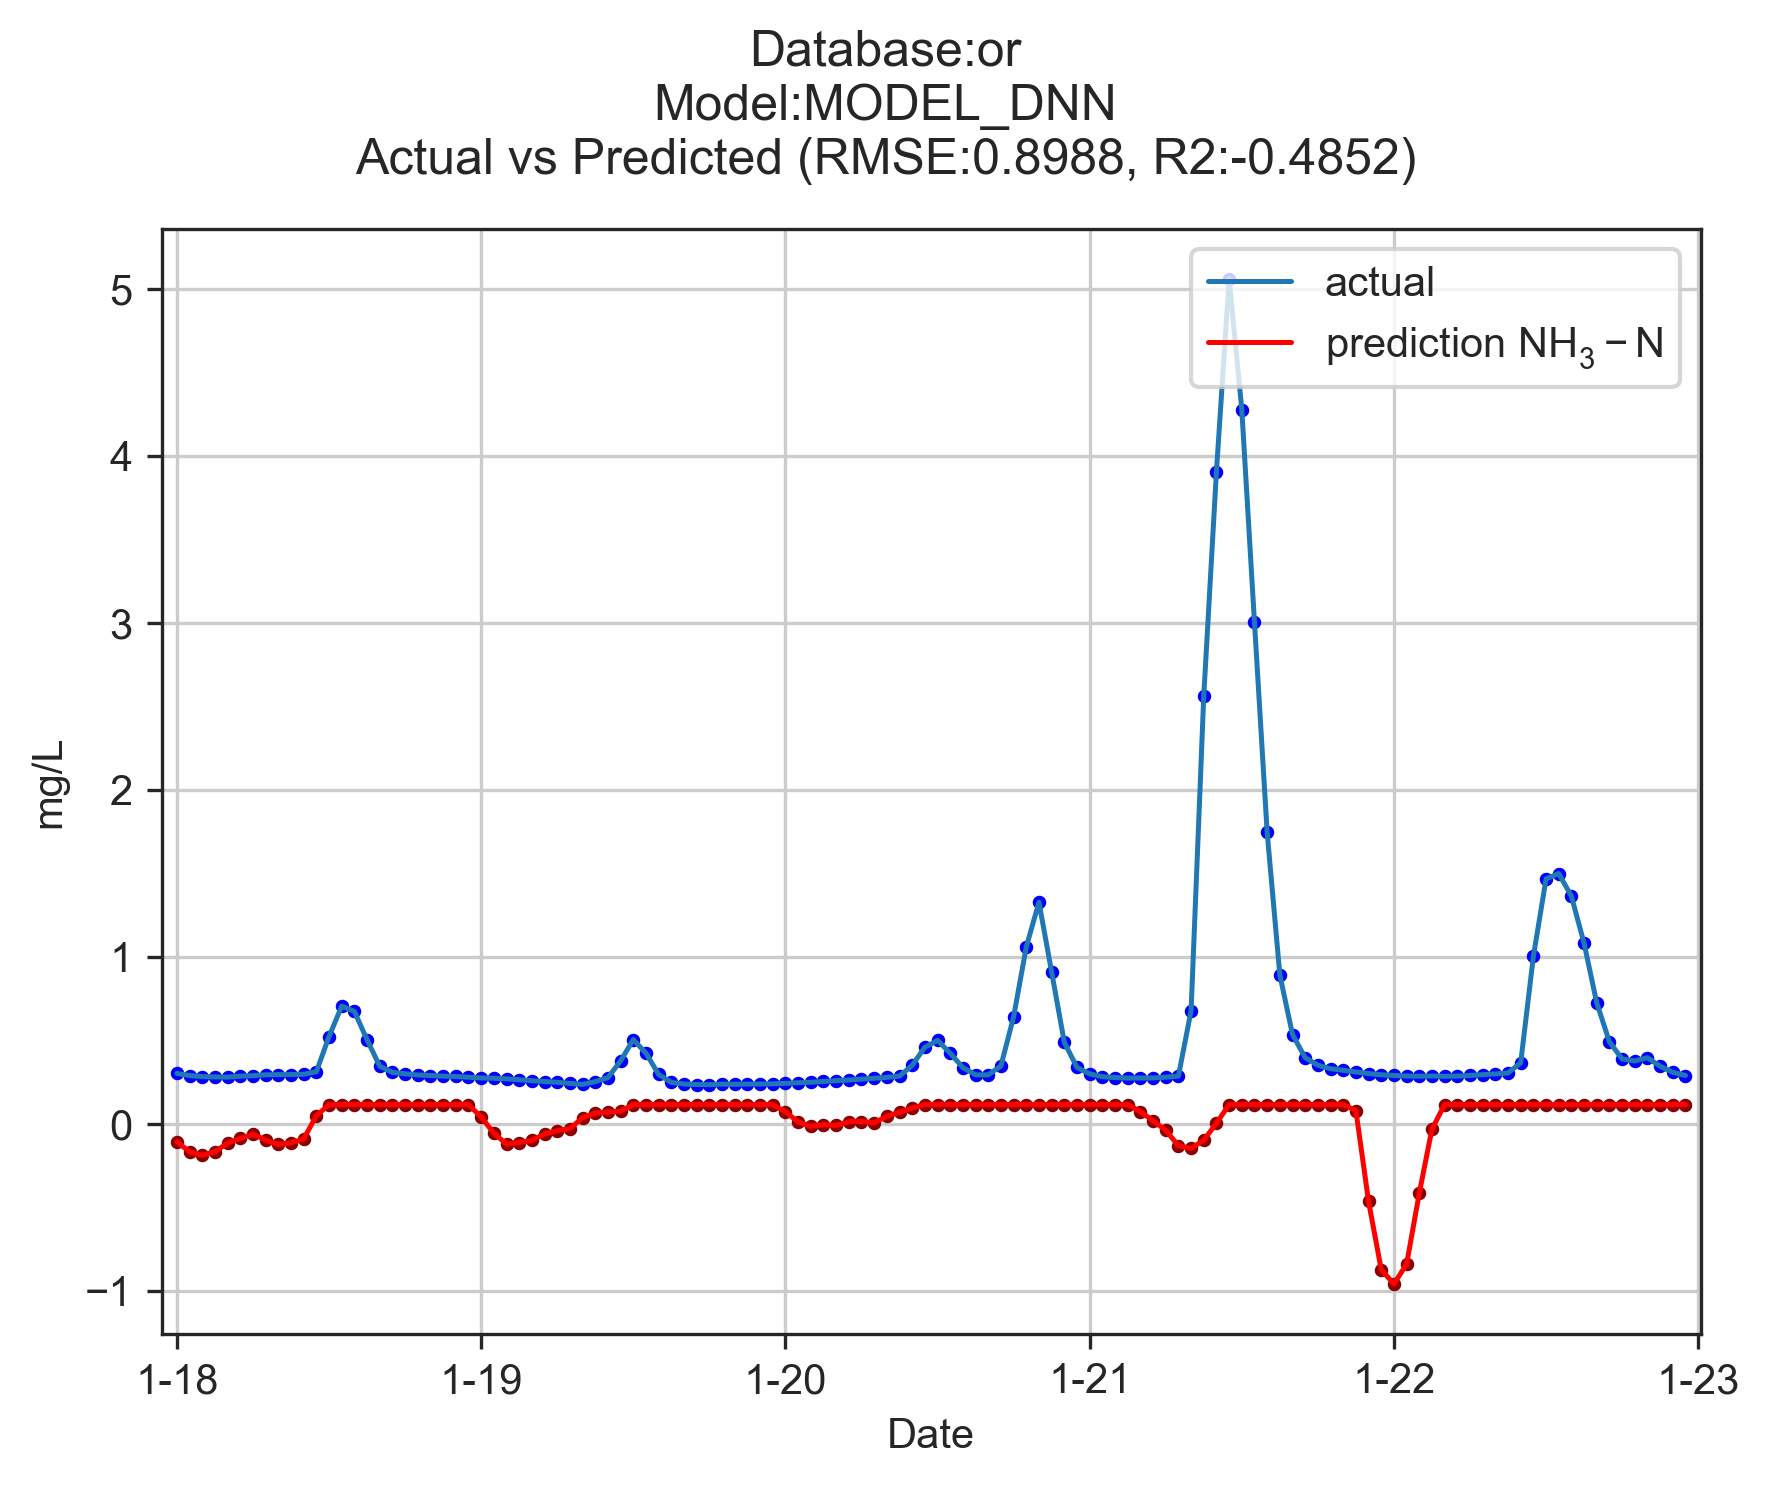 Database:or
Model:MODEL_DNN
Actual vs Predicted (RMSE:0.8988, R2:-0.4852)
actual
prediction NH₃ − N
5
4
3
2
1
0
−1
mg/L
1-18 1-19 1-20 1-21 1-22 1-23
Date